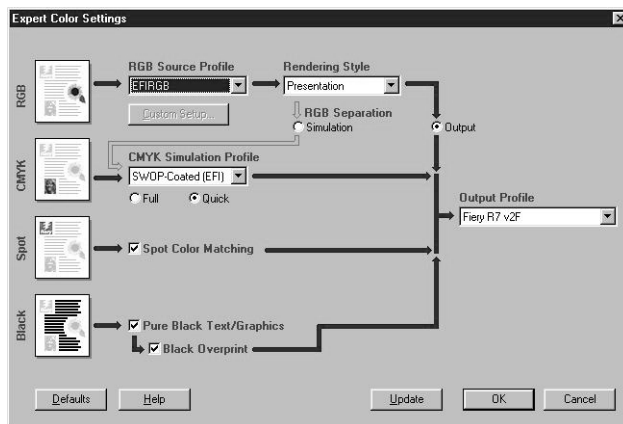 Expert Color Settings
RGB
RGB Source Profile
EFIRGB
Custom Setup...
Rendering Style
Presentation
RGB Separation
Simulation
Output
CMYK
CMYK Simulation Profile
SWOP-Coated (EFI)
Full
Quick
Output Profile
Fiery R7 v2F
Spot
Spot Color Matching
Black
Pure Black Text/Graphics
Black Overprint
Defaults
Help
Update
OK
Cancel